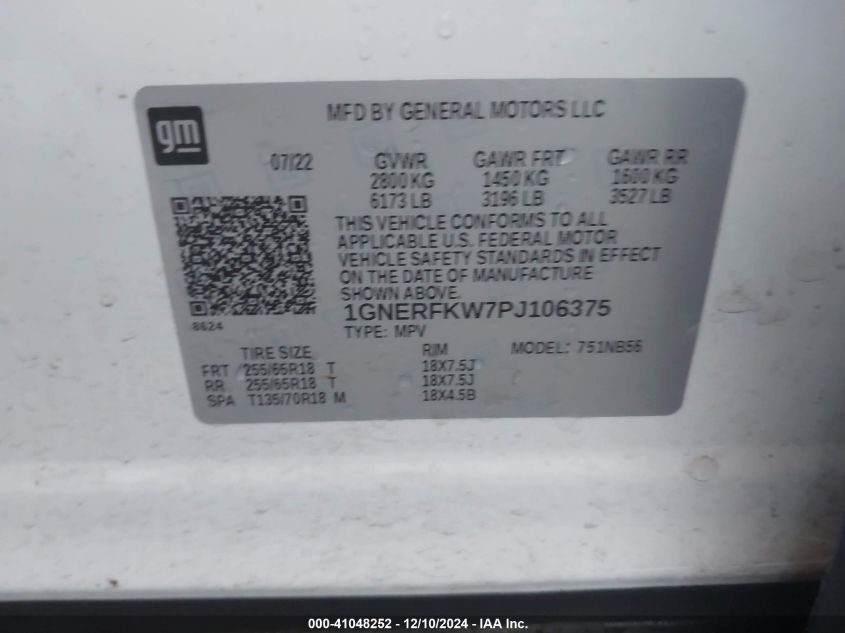 gm
MFD BY GENERAL MOTORS LLC
07/22 GVWR GAWR FRT GAWR RR
2800 KG 1450 KG 1600 KG
6173 LB 3196 LB 3527 LB
THIS VEHICLE CONFORMS TO ALL
APPLICABLE U.S. FEDERAL MOTOR
VEHICLE SAFETY STANDARDS IN EFFECT
ON THE DATE OF MANUFACTURE
SHOWN ABOVE.
1GNERFKW7PJ106375
8624
TYPE: MPV
TIRE SIZE RIM MODEL: 751NB56
FRT 255/65R18 T 18X7.5J
RR 255/65R18 T 18X7.5J
SPA T135/70R18 M 18X4.5B
000-41048252 - 12/10/2024 - IAA Inc.